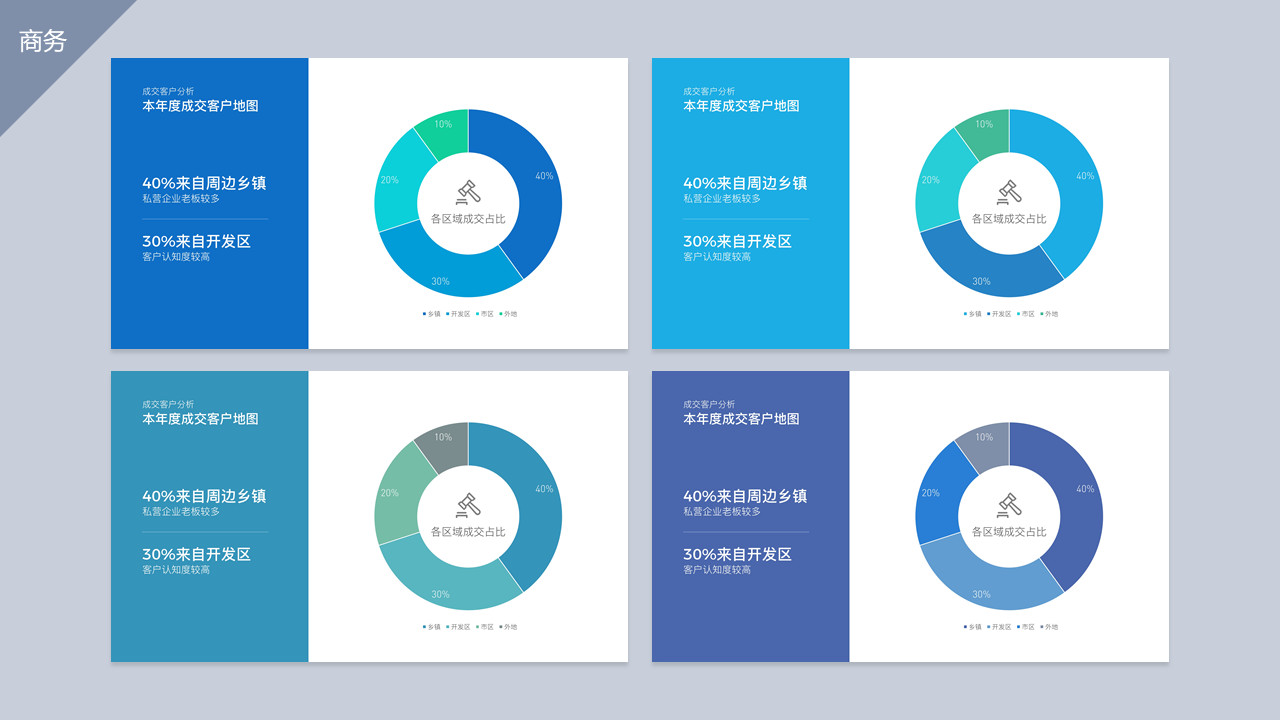 商务
成交客户分析
本年度成交客户地图
40%来自周边乡镇
私营企业老板较多
30%来自开发区
客户认知度较高
10%
40%
20%
各区域成交占比
30%
乡镇 开发区 市区 外地
成交客户分析
本年度成交客户地图
40%来自周边乡镇
私营企业老板较多
30%来自开发区
客户认知度较高
10%
40%
20%
各区域成交占比
30%
乡镇 开发区 市区 外地
成交客户分析
本年度成交客户地图
40%来自周边乡镇
私营企业老板较多
30%来自开发区
客户认知度较高
10%
40%
20%
各区域成交占比
30%
乡镇 开发区 市区 外地
成交客户分析
本年度成交客户地图
40%来自周边乡镇
私营企业老板较多
30%来自开发区
客户认知度较高
10%
40%
20%
各区域成交占比
30%
乡镇 开发区 市区 外地